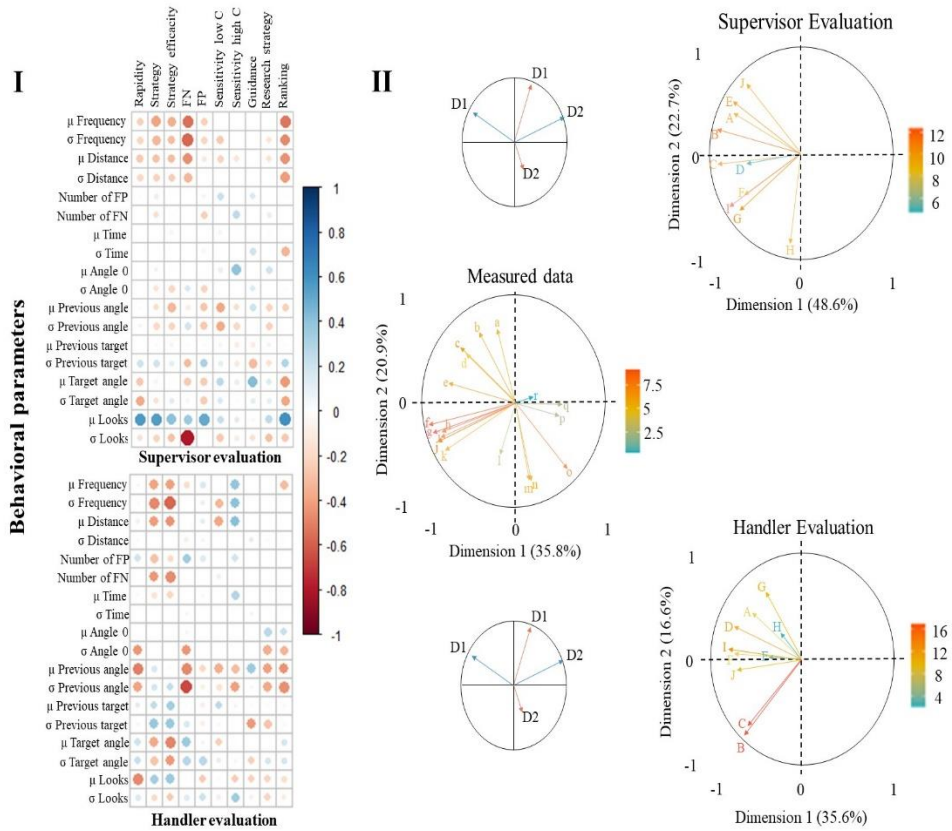 I
Rapidity
Strategy
Strategy efficacity
FN
FP
Sensitivity low C
Sensitivity high C
Guidance
Research strategy
Ranking
Behavioral parameters
μ Frequency
σ Frequency
μ Distance
σ Distance
Number of FP
Number of FN
μ Time
σ Time
μ Angle 0
σ Angle 0
μ Previous angle
σ Previous angle
μ Previous target
σ Previous target
μ Target angle
σ Target angle
μ Looks
σ Looks
Supervisor evaluation
μ Frequency
σ Frequency
μ Distance
σ Distance
Number of FP
Number of FN
μ Time
σ Time
μ Angle 0
σ Angle 0
μ Previous angle
σ Previous angle
μ Previous target
σ Previous target
μ Target angle
σ Target angle
μ Looks
σ Looks
Handler evaluation
1
0.8
0.6
0.4
0.2
0
-0.2
-0.4
-0.6
-0.8
-1
II
D1
D1
D2
D2
Supervisor Evaluation
1
Dimension 2 (22.7%)
0
-1
J
E
A
B
C
D
F
I
G
H
-1
0
1
Dimension 1 (48.6%)
12
10
8
6
Measured data
1
Dimension 2 (20.9%)
0
-1
a
b
c
d
e
f
g
h
k
l
m
n
o
p
q
r
-1
0
1
Dimension 1 (35.8%)
7.5
5.0
2.5
D1
D1
D2
D2
Handler Evaluation
1
Dimension 2 (16.6%)
0
-1
G
A
H
D
I
E
J
C
B
-1
0
1
Dimension 1 (35.6%)
16
12
8
4